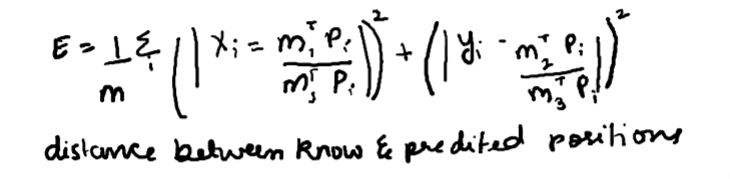 E = 1/m Σ_i (|x_i = m_1^T P_i / m_3^T P_i|)^2 + (|y_i - m_2^T P_i / m_3^T P_i|)^2
distance between know & predited positions